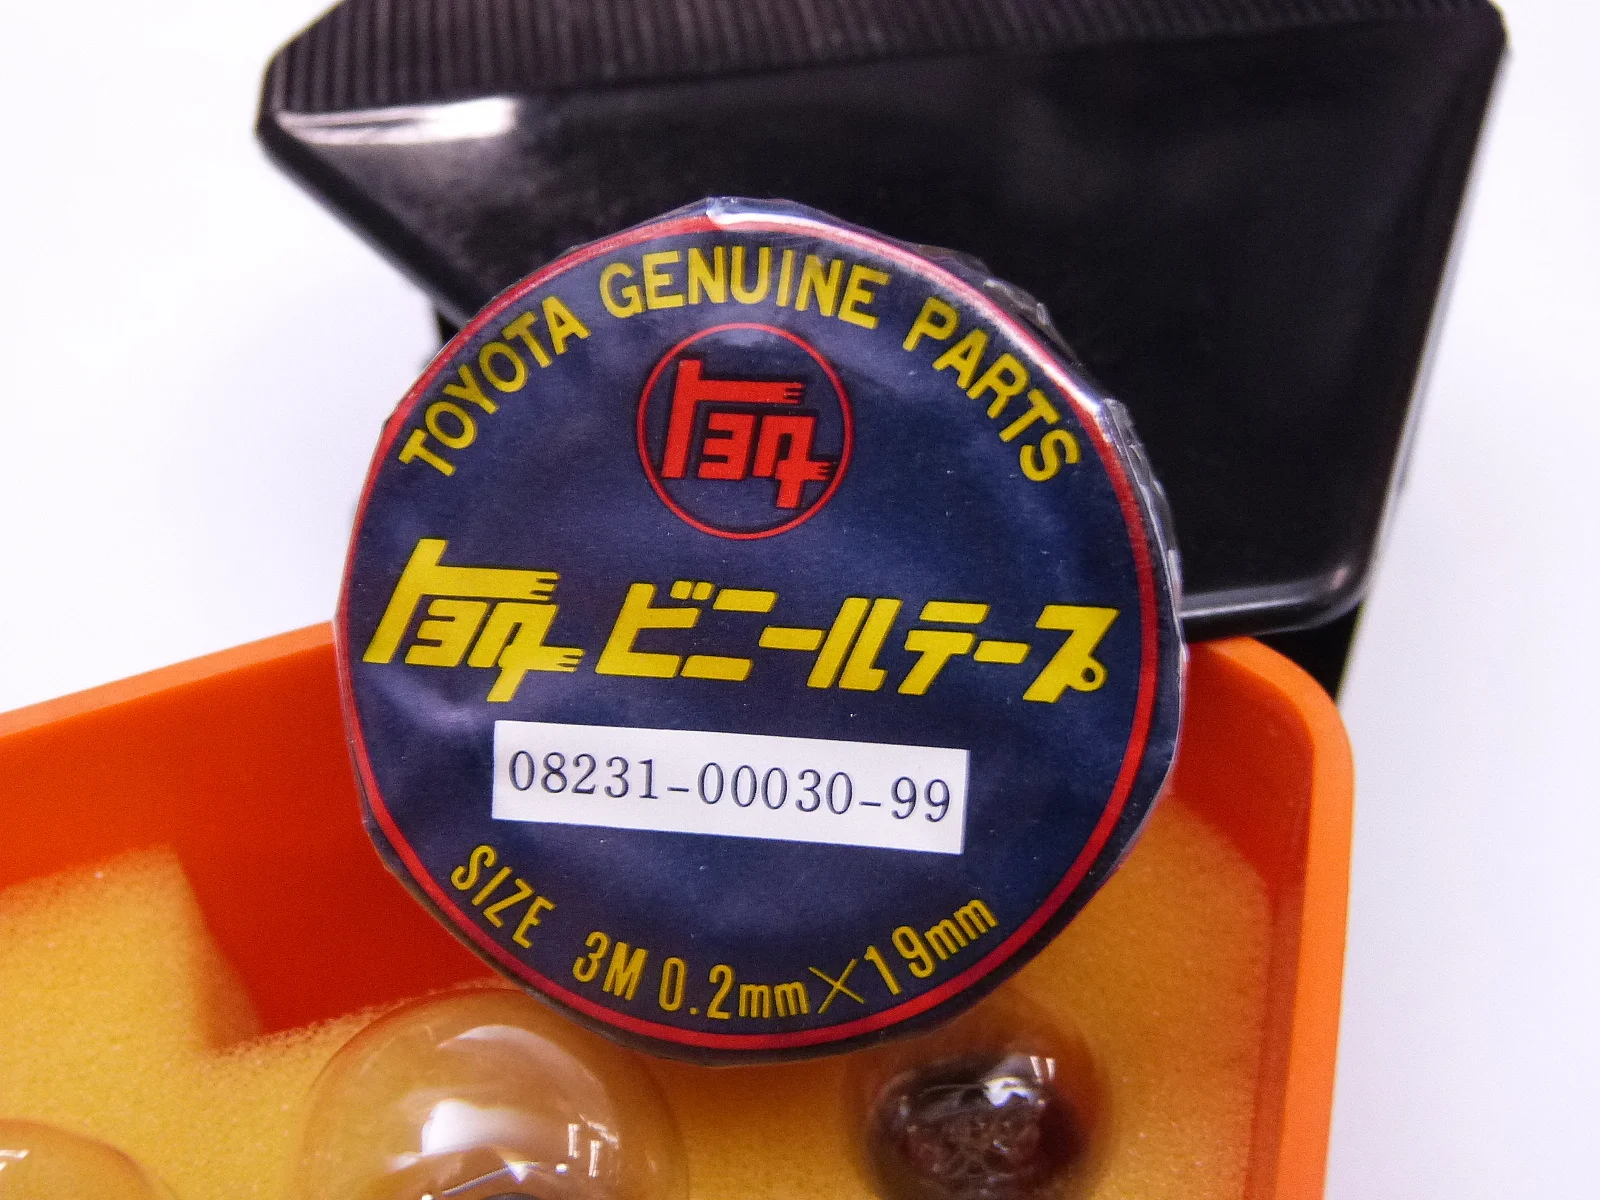 TOYOTA GENUINE PARTS
トヨタ
トヨタ ビニールテープ
08231-00030-99
SIZE 3M 0.2mm×19mm